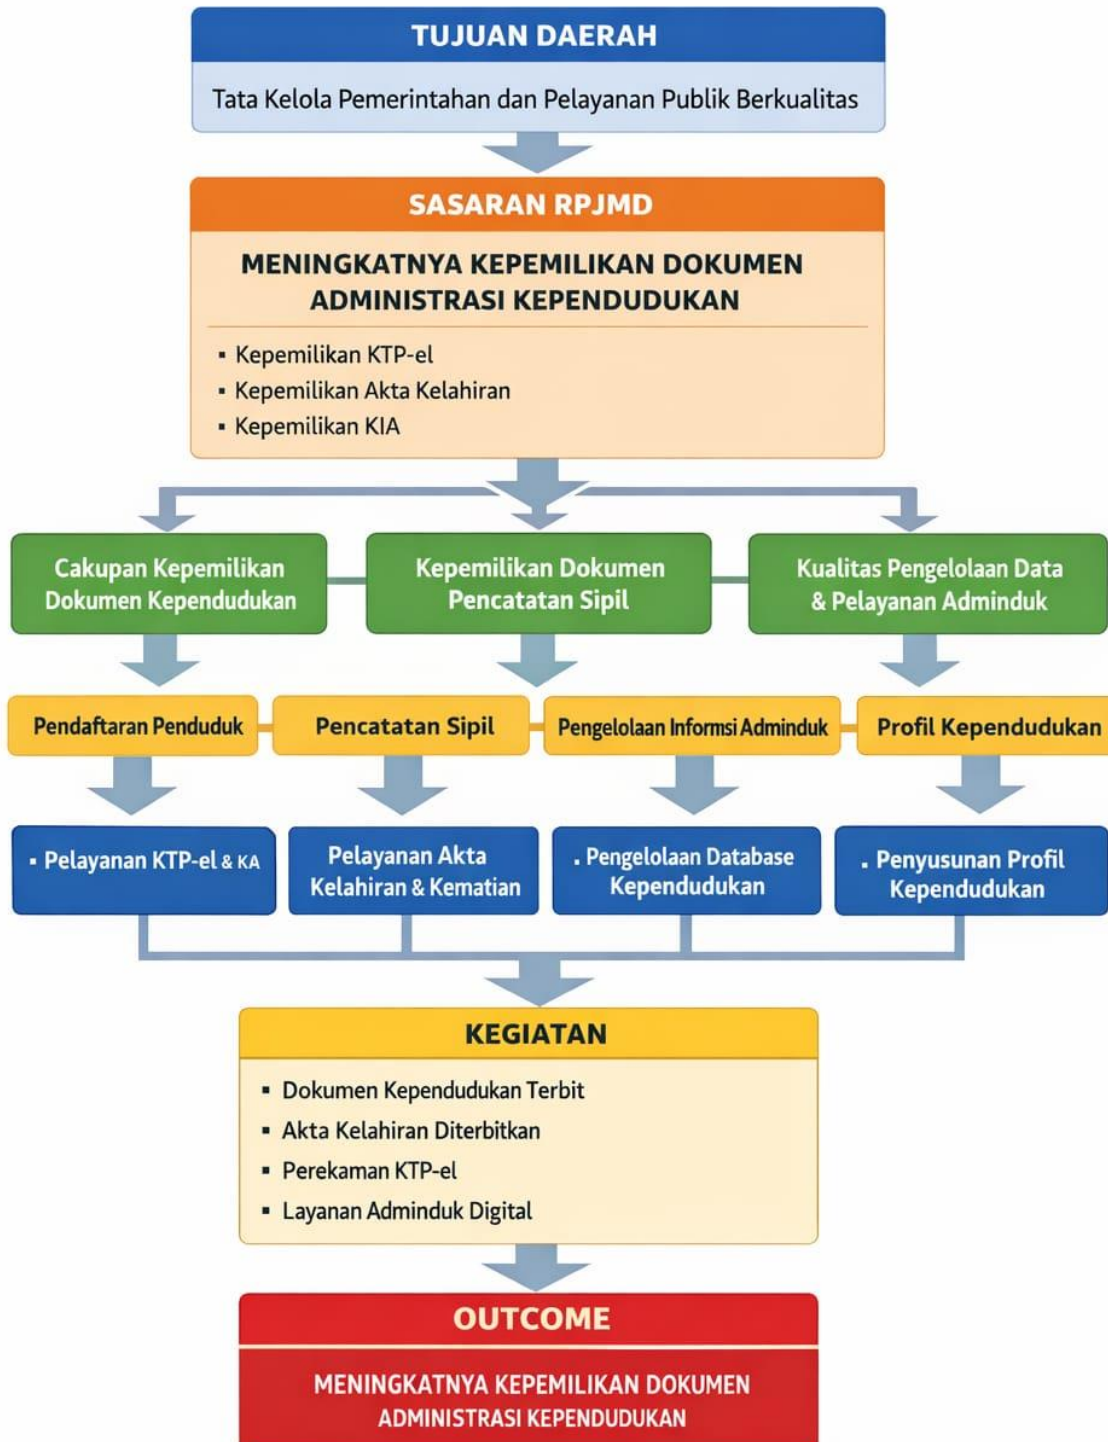 TUJUAN DAERAH
Tata Kelola Pemerintahan dan Pelayanan Publik Berkualitas
SASARAN RPJMD
MENINGKATNYA KEPEMILIKAN DOKUMEN
ADMINISTRASI KEPENDUDUKAN
▪ Kepemilikan KTP-el
▪ Kepemilikan Akta Kelahiran
▪ Kepemilikan KIA
Cakupan Kepemilikan
Dokumen Kependudukan
Kepemilikan Dokumen
Pencatatan Sipil
Kualitas Pengelolaan Data
& Pelayanan Adminduk
Pendaftaran Penduduk
Pencatatan Sipil
Pengelolaan Informsi Adminduk
Profil Kependudukan
▪ Pelayanan KTP-el & KA
Pelayanan Akta
Kelahiran & Kematian
▪ Pengelolaan Database
Kependudukan
▪ Penyusunan Profil
Kependudukan
KEGIATAN
▪ Dokumen Kependudukan Terbit
▪ Akta Kelahiran Diterbitkan
▪ Perekaman KTP-el
▪ Layanan Adminduk Digital
OUTCOME
MENINGKATNYA KEPEMILIKAN DOKUMEN
ADMINISTRASI KEPENDUDUKAN